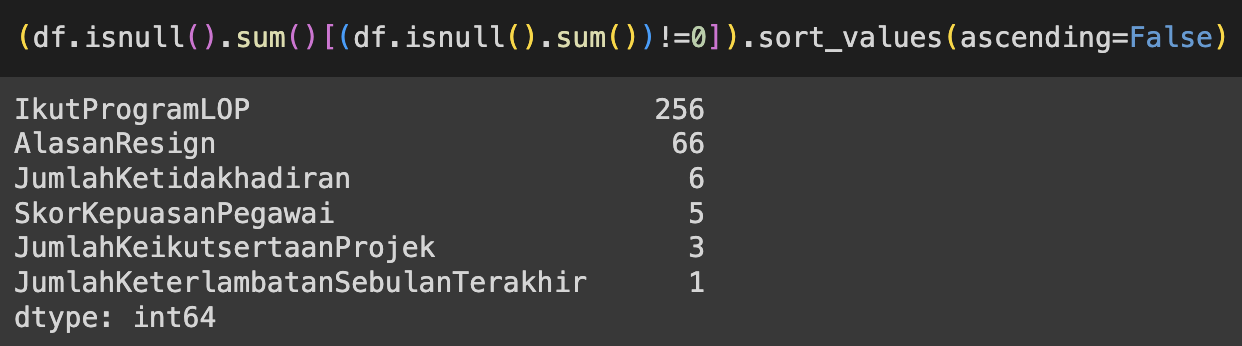 (df.isnull().sum()[(df.isnull().sum())!=0]).sort_values(ascending=False)
IkutProgramLOP 256
AlasanResign 66
JumlahKetidakhadiran 6
SkorKepuasanPegawai 5
JumlahKeikutsertaanProjek 3
JumlahKeterlambatanSebulanTerakhir 1
dtype: int64